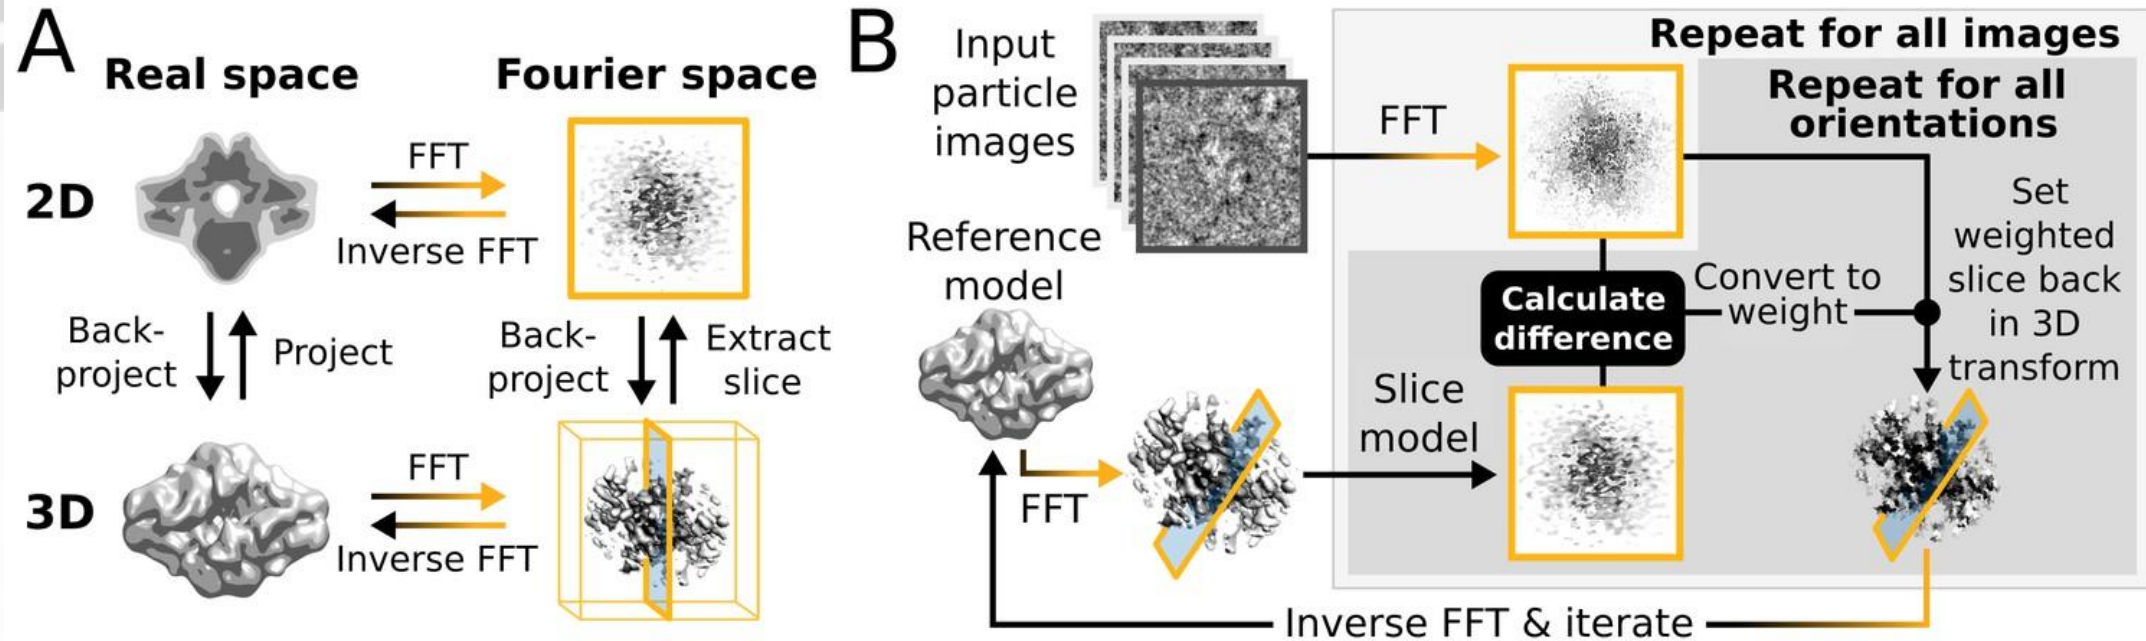 A
Real space
Fourier space
2D
FFT
Inverse FFT
Back-
project
Project
Back-
project
Extract
slice
3D
FFT
Inverse FFT
B
Input
particle
images
FFT
Repeat for all images
Repeat for all
orientations
Reference
model
FFT
Slice
model
Calculate
difference
Convert to
weight
Set
weighted
slice back
in 3D
transform
Inverse FFT & iterate